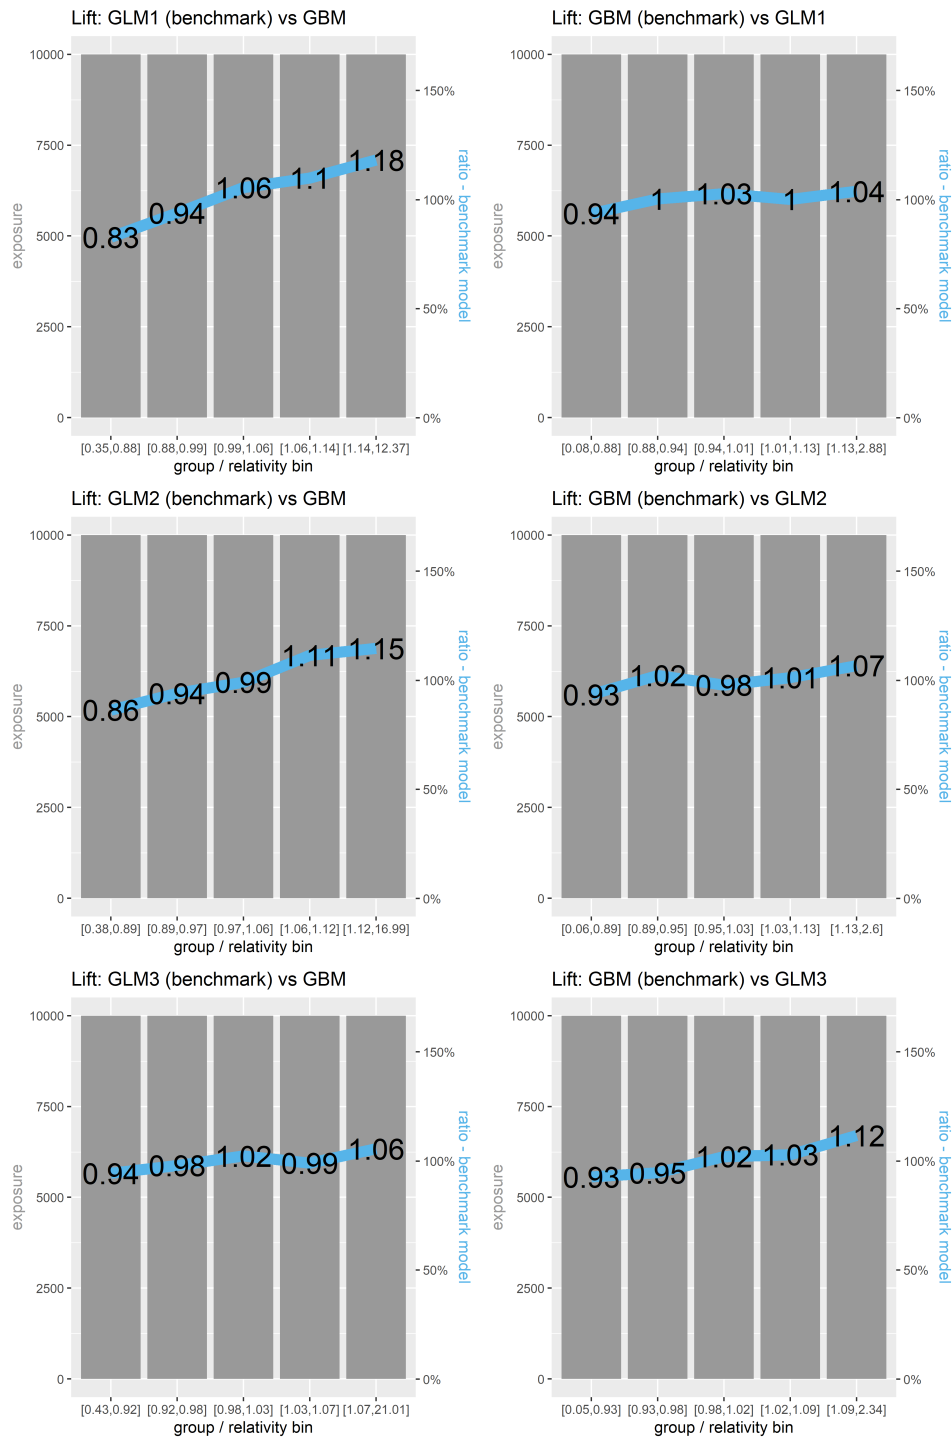 Lift: GLM1 (benchmark) vs GBM
10000
7500
5000
2500
0
exposure
150%
100%
50%
0%
ratio - benchmark model
0.83
0.94
1.06
1.1
1.18
[0.35,0.88] [0.88,0.99] [0.99,1.06] [1.06,1.14] [1.14,12.37]
group / relativity bin
Lift: GBM (benchmark) vs GLM1
10000
7500
5000
2500
0
exposure
150%
100%
50%
0%
ratio - benchmark model
0.94
1
1.03
1
1.04
[0.08,0.88] [0.88,0.94] [0.94,1.01] [1.01,1.13] [1.13,2.88]
group / relativity bin
Lift: GLM2 (benchmark) vs GBM
10000
7500
5000
2500
0
exposure
150%
100%
50%
0%
ratio - benchmark model
0.86
0.94
0.99
1.11
1.15
[0.38,0.89] [0.89,0.97] [0.97,1.06] [1.06,1.12] [1.12,16.99]
group / relativity bin
Lift: GBM (benchmark) vs GLM2
10000
7500
5000
2500
0
exposure
150%
100%
50%
0%
ratio - benchmark model
0.93
1.02
0.98
1.01
1.07
[0.06,0.89] [0.89,0.95] [0.95,1.03] [1.03,1.13] [1.13,2.6]
group / relativity bin
Lift: GLM3 (benchmark) vs GBM
10000
7500
5000
2500
0
exposure
150%
100%
50%
0%
ratio - benchmark model
0.94
0.98
1.02
0.99
1.06
[0.43,0.92] [0.92,0.98] [0.98,1.03] [1.03,1.07] [1.07,21.01]
group / relativity bin
Lift: GBM (benchmark) vs GLM3
10000
7500
5000
2500
0
exposure
150%
100%
50%
0%
ratio - benchmark model
0.93
0.95
1.02
1.03
1.12
[0.05,0.93] [0.93,0.98] [0.98,1.02] [1.02,1.09] [1.09,2.34]
group / relativity bin